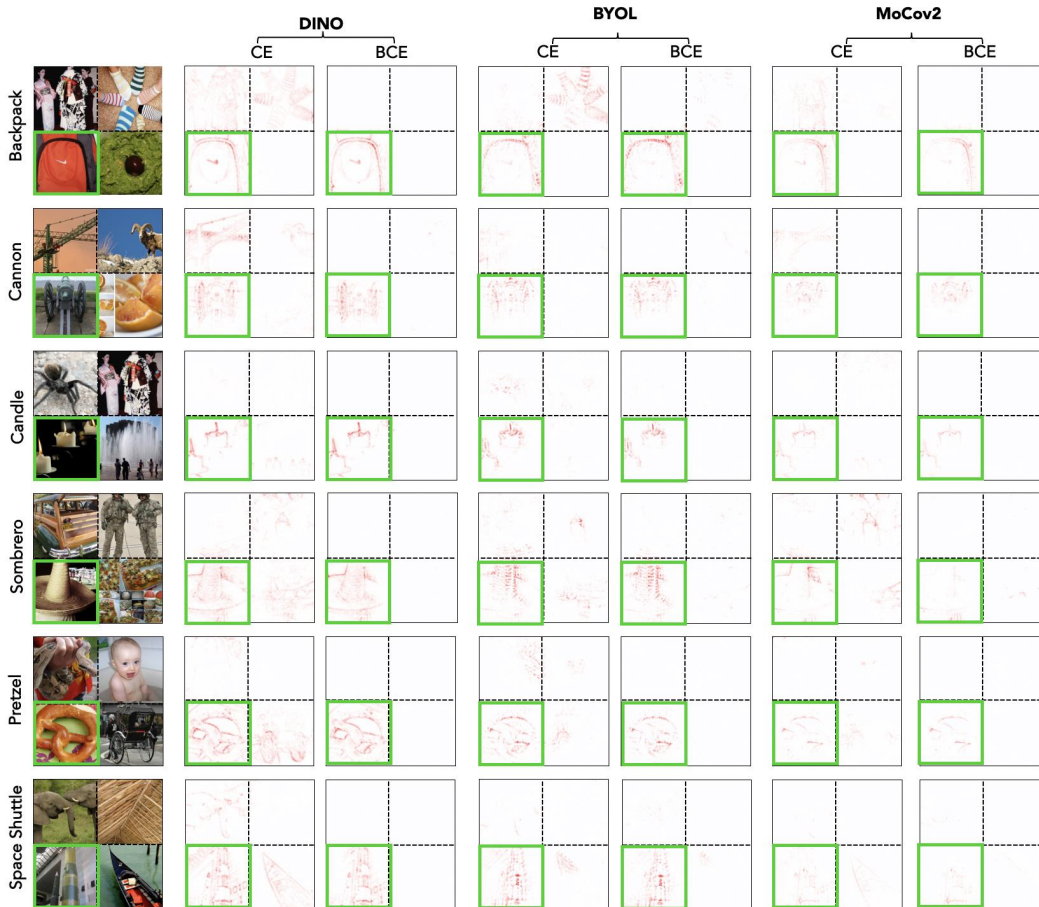 DINO BYOL MoCov2
CE BCE CE BCE CE BCE
Backpack
Cannon
Candle
Sombrero
Pretzel
Space Shuttle